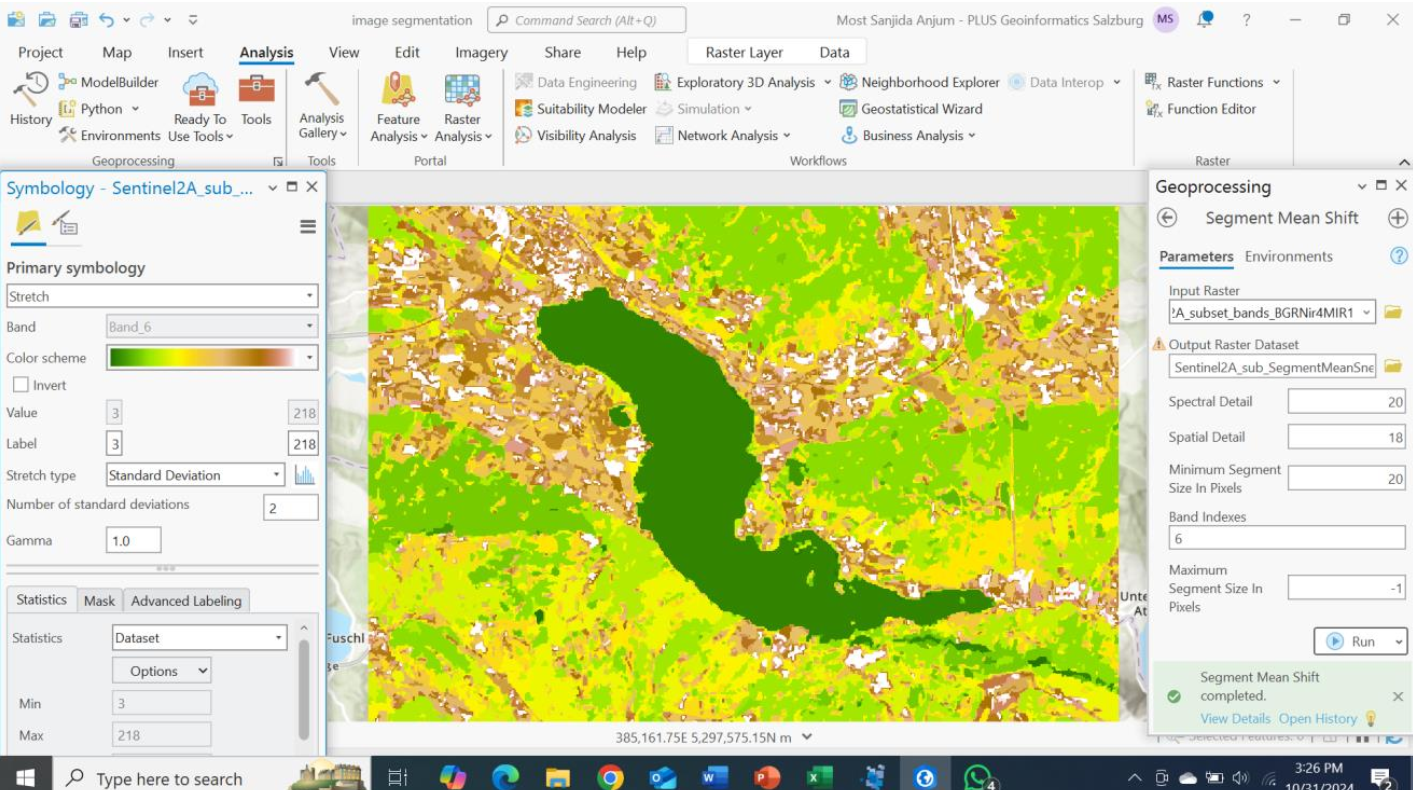 image segmentation
Command Search (Alt+Q)
Most Sanjida Anjum - PLUS Geoinformatics Salzburg
MS
?
Project Map Insert Analysis View Edit Imagery Share Help Raster Layer Data
History
ModelBuilder
Python
Environments
Ready To Use Tools
Tools
Geoprocessing
Analysis Gallery
Tools
Feature Analysis
Raster Analysis
Portal
Data Engineering
Suitability Modeler
Visibility Analysis
Exploratory 3D Analysis
Simulation
Network Analysis
Neighborhood Explorer
Geostatistical Wizard
Business Analysis
Data Interop
Workflows
Raster Functions
Function Editor
Raster
Symbology - Sentinel2A_sub_...
Primary symbology
Stretch
Band Band_6
Color scheme
Invert
Value 3 218
Label 3 218
Stretch type Standard Deviation
Number of standard deviations 2
Gamma 1.0
Statistics Mask Advanced Labeling
Statistics Dataset
Options
Min 3
Max 218
Fuschl
Unte
At
385,161.75E 5,297,575.15N m
Geoprocessing
Segment Mean Shift
Parameters Environments
?
Input Raster
A_subset_bands_BGRNir4MIR1
Output Raster Dataset
Sentinel2A_sub_SegmentMeanSne
Spectral Detail 20
Spatial Detail 18
Minimum Segment
Size In Pixels 20
Band Indexes
6
Maximum
Segment Size In
Pixels -1
Run
Segment Mean Shift
completed.
View Details Open History
Selected Features: 0
Type here to search
4
3:26 PM
10/31/2024
2